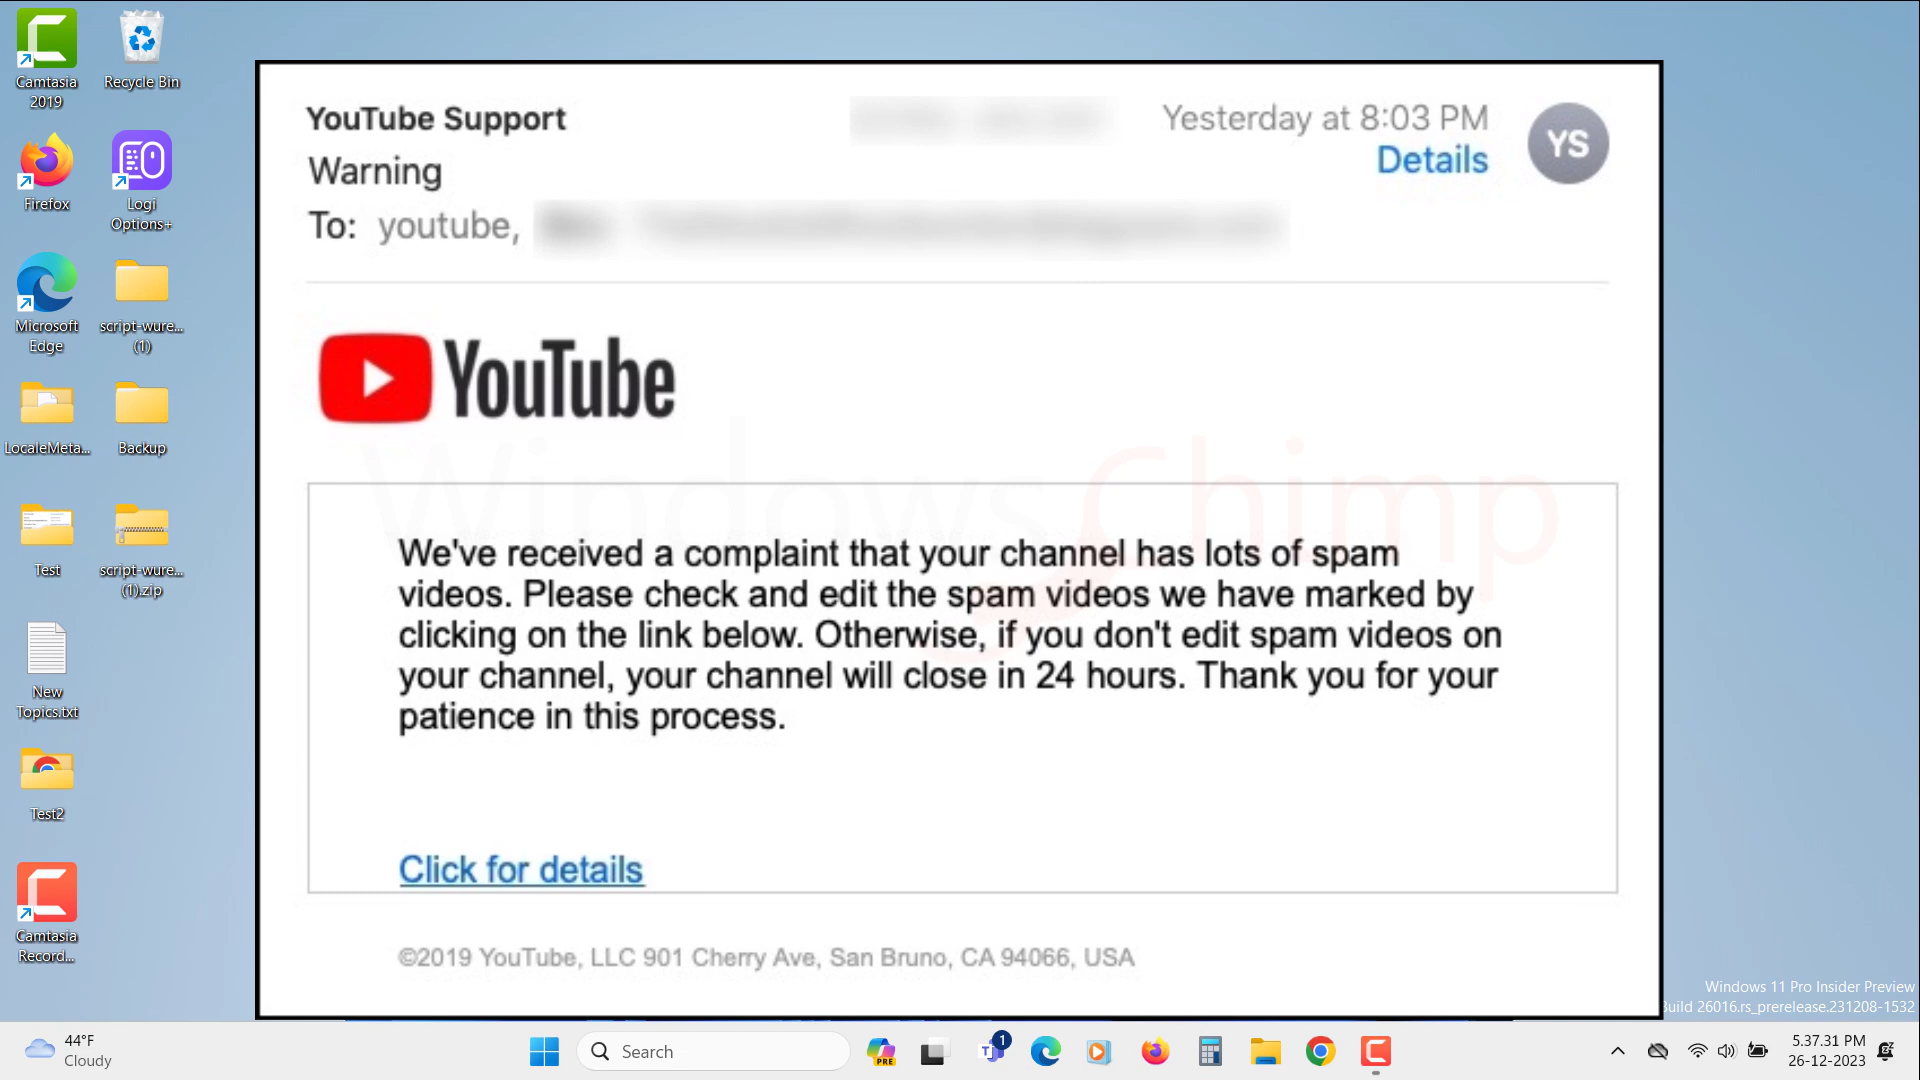 Camtasia
2019
Recycle Bin
Firefox
Logi
Options+
Microsoft
Edge
script-wure...
(1)
LocaleMeta...
Backup
Test
script-wure...
(1).zip
New
Topics.txt
Test2
Camtasia
Record...
YouTube Support
Yesterday at 8:03 PM
YS
Warning
Details
To: youtube,
YouTube
WindowsChimp
We've received a complaint that your channel has lots of spam
videos. Please check and edit the spam videos we have marked by
clicking on the link below. Otherwise, if you don't edit spam videos on
your channel, your channel will close in 24 hours. Thank you for your
patience in this process.
Click for details
©2019 YouTube, LLC 901 Cherry Ave, San Bruno, CA 94066, USA
Windows 11 Pro Insider Preview
Build 26016.rs_prerelease.231208-1532
44°F
Cloudy
Search
PRE
1
5.37.31 PM
26-12-2023